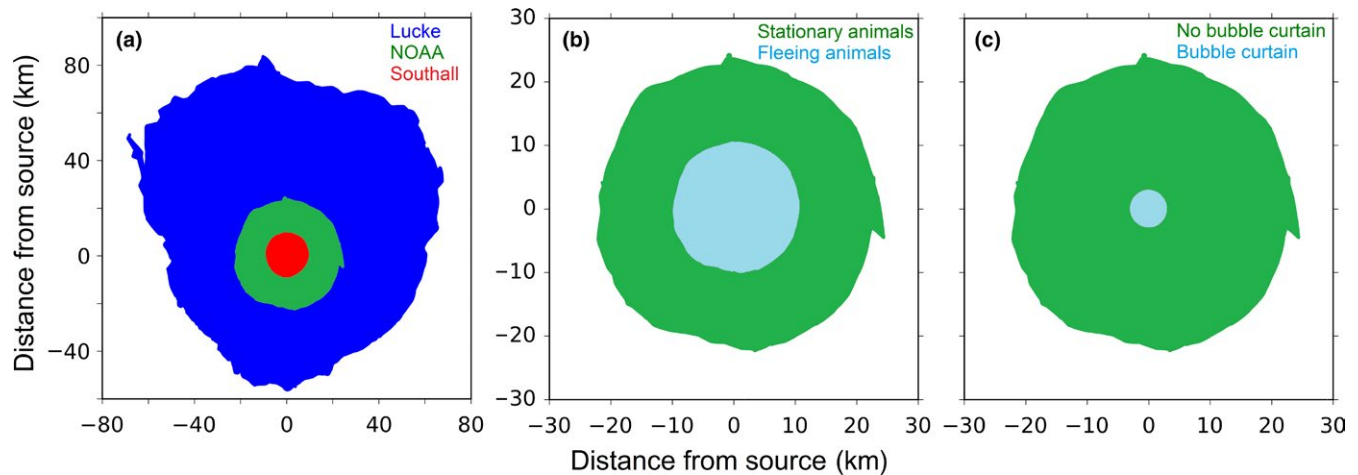 (a)
Lucke
NOAA
Southall
80
40
0
−40
−80
0
80
−40
40
Distance from source (km)
(b)
Stationary animals
Fleeing animals
30
20
10
0
−10
−20
−30
−30 −20 −10 0 10 20 30
(c)
No bubble curtain
Bubble curtain
−30 −20 −10 0 10 20 30
Distance from source (km)